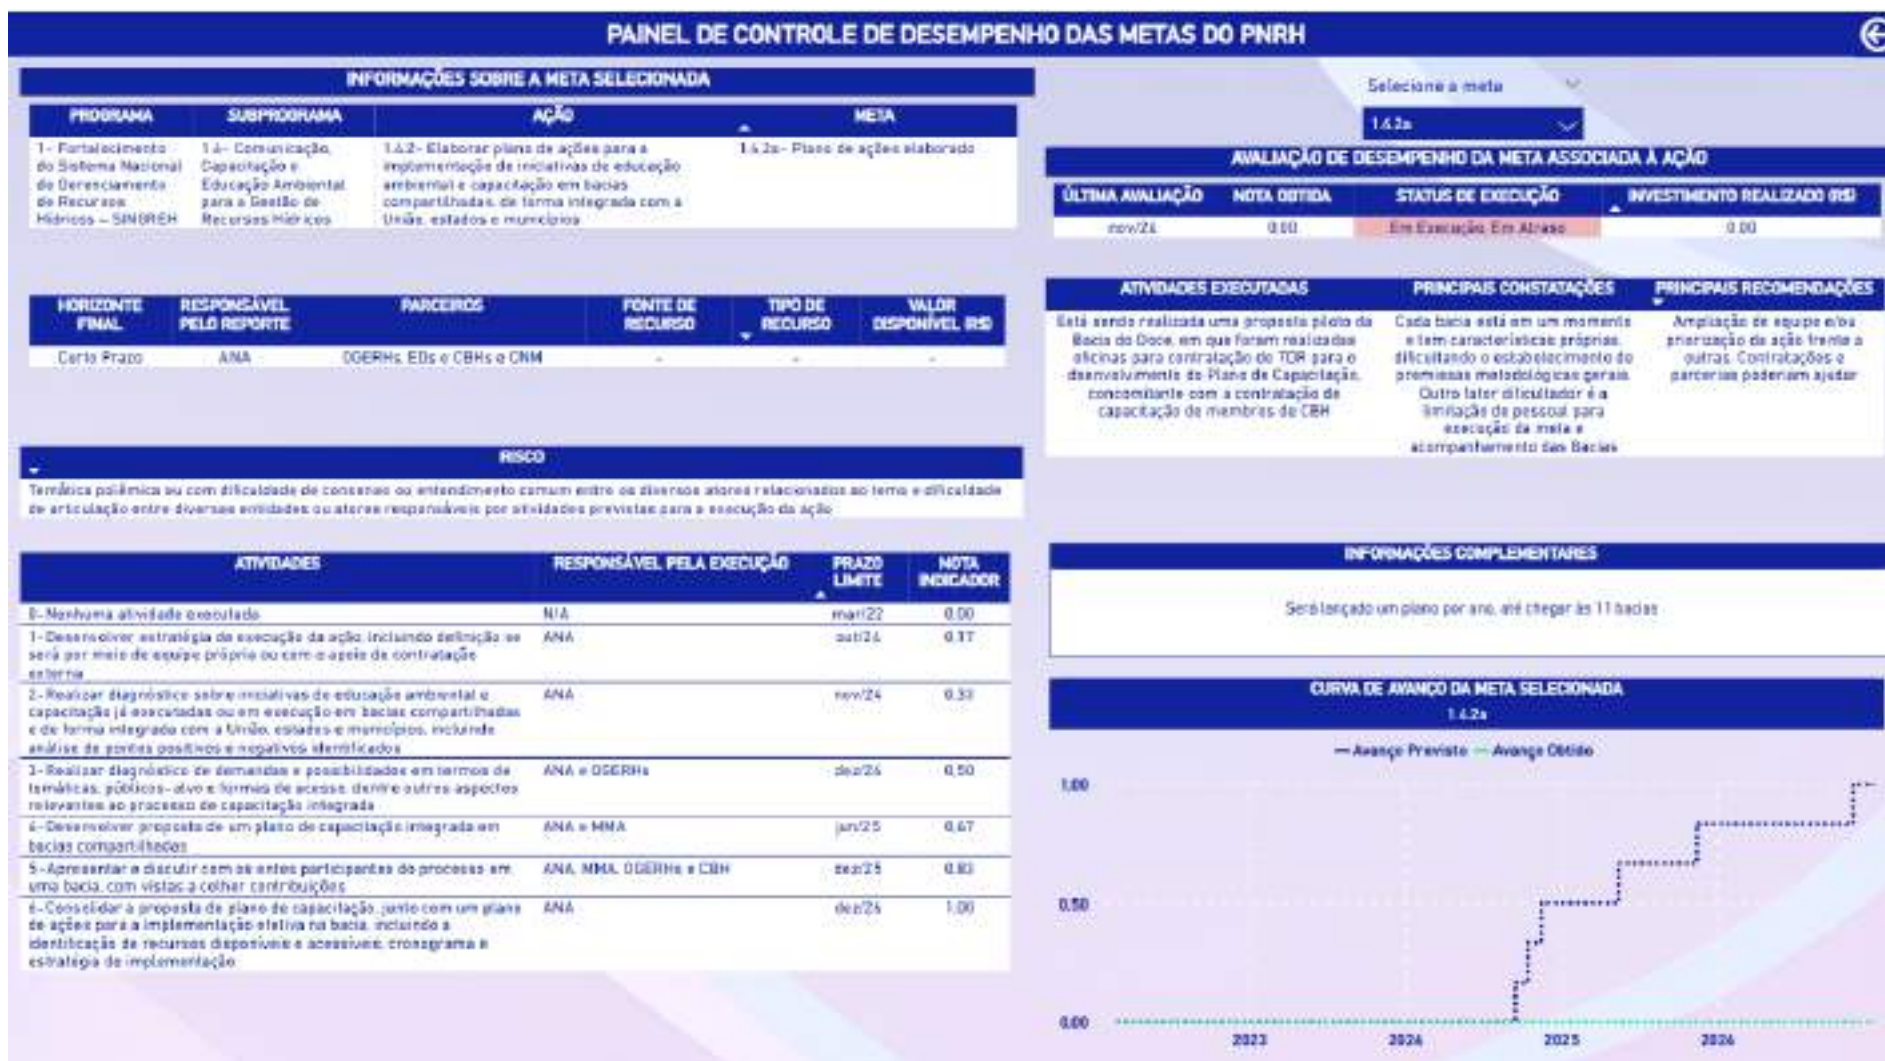 PAINEL DE CONTROLE DE DESEMPENHO DAS METAS DO PNRH
INFORMAÇÕES SOBRE A META SELECIONADA
PROGRAMA SUBPROGRAMA AÇÃO META
1- Fortalecimento do Sistema Nacional de Gerenciamento de Recursos Hídricos – SINGREH
1.4- Comunicação, Capacitação e Educação Ambiental para a Gestão de Recursos Hídricos
1.4.2- Elaborar plano de ações para a implementação de iniciativas de educação ambiental e capacitação em bacias compartilhadas, de forma integrada com a União, estados e municípios
1.4.2a- Plano de ações elaborado
HORIZONTE FINAL RESPONSÁVEL PELO REPORTE PARCEIROS FONTE DE RECURSO TIPO DE RECURSO VALOR DISPONÍVEL (R$)
Curto Prazo ANA OGERHs, EDs e CBHs e CNM - - -
RISCO
Temática polêmica ou com dificuldade de consenso ou entendimento comum entre os diversos atores relacionados ao tema e dificuldade
de articulação entre diversas entidades ou atores responsáveis por atividades previstas para a execução da ação
ATIVIDADES RESPONSÁVEL PELA EXECUÇÃO PRAZO LIMITE NOTA INDICADOR
0- Nenhuma atividade executada N/A mar/22 0,00
1- Desenvolver estratégia de execução da ação, incluindo definição se ANA out/24 0,17
será por meio de equipe própria ou com o apoio de contratação
externa
2- Realizar diagnóstico sobre iniciativas de educação ambiental e ANA nov/24 0,33
capacitação já executadas ou em execução em bacias compartilhadas
e de forma integrada com a União, estados e municípios, incluindo
análise de pontos positivos e negativos identificados
3- Realizar diagnóstico de demandas e possibilidades em termos de ANA e OGERHs dez/24 0,50
temáticas, públicos-alvo e formas de acesso, dentre outros aspectos
relevantes ao processo de capacitação integrada
4- Desenvolver proposta de um plano de capacitação integrada em ANA e MMA jun/25 0,67
bacias compartilhadas
5- Apresentar e discutir com os entes participantes do processo em ANA, MMA, OGERHs e CBH dez/25 0,83
uma bacia, com vistas a colher contribuições
6- Consolidar a proposta de plano de capacitação, junto com um plano ANA dez/26 1,00
de ações para a implementação efetiva na bacia, incluindo a
identificação de recursos disponíveis e acessíveis, cronograma e
estratégia de implementação
Selecione a meta
1.4.2a
AVALIAÇÃO DE DESEMPENHO DA META ASSOCIADA À AÇÃO
ÚLTIMA AVALIAÇÃO NOTA OBTIDA STATUS DE EXECUÇÃO INVESTIMENTO REALIZADO (R$)
nov/24 0,00 Em Execução, Em Atraso 0,00
ATIVIDADES EXECUTADAS PRINCIPAIS CONSTATAÇÕES PRINCIPAIS RECOMENDAÇÕES
Está sendo realizada uma proposta piloto da
Bacia do Doce, em que foram realizadas
oficinas para contratação de TDR para o
desenvolvimento do Plano de Capacitação,
concomitante com a contratação de
capacitação de membros de CBH
Cada bacia está em um momento
e tem características próprias,
dificultando o estabelecimento de
premissas metodológicas gerais.
Outro fator dificultador é a
limitação de pessoal para
execução da meta e
acompanhamento das Bacias
Ampliação de equipe e/ou
priorização da ação frente a
outras. Contratações e
parcerias poderiam ajudar
INFORMAÇÕES COMPLEMENTARES
Será lançado um plano por ano, até chegar às 11 bacias
CURVA DE AVANÇO DA META SELECIONADA
1.4.2a
Avanço Previsto Avanço Obtido
1.00
0.50
0.00
2023 2024 2025 2026